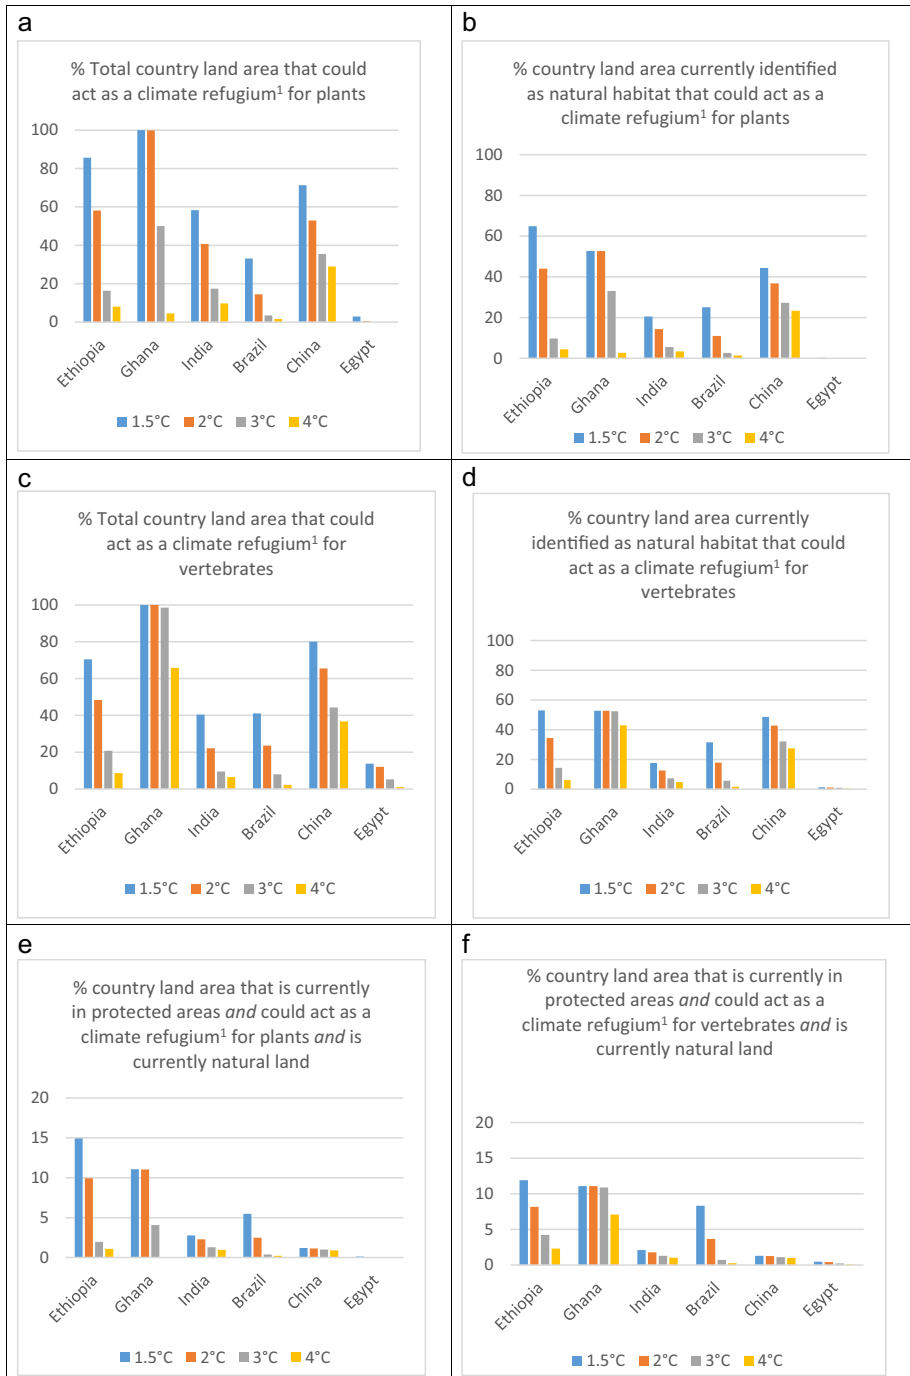 a
% Total country land area that could
act as a climate refugium¹ for plants
100
80
60
40
20
0
Ethiopia
Ghana
India
Brazil
China
Egypt
1.5°C 2°C 3°C 4°C
b
% country land area currently identified
as natural habitat that could act as a
climate refugium¹ for plants
100
80
60
40
20
0
Ethiopia
Ghana
India
Brazil
China
Egypt
1.5°C 2°C 3°C 4°C
c
% Total country land area that could
act as a climate refugium¹ for
vertebrates
100
80
60
40
20
0
Ethiopia
Ghana
India
Brazil
China
Egypt
1.5°C 2°C 3°C 4°C
d
% country land area currently
identified as natural habitat that could
act as a climate refugium¹ for
vertebrates
100
80
60
40
20
0
Ethiopia
Ghana
India
Brazil
China
Egypt
1.5°C 2°C 3°C 4°C
e
% country land area that is currently
in protected areas and could act as a
climate refugium¹ for plants and is
currently natural land
20
15
10
5
0
Ethiopia
Ghana
India
Brazil
China
Egypt
1.5°C 2°C 3°C 4°C
f
% country land area that is currently in
protected areas and could act as a
climate refugium¹ for vertebrates and is
currently natural land
20
15
10
5
0
Ethiopia
Ghana
India
Brazil
China
Egypt
1.5°C 2°C 3°C 4°C